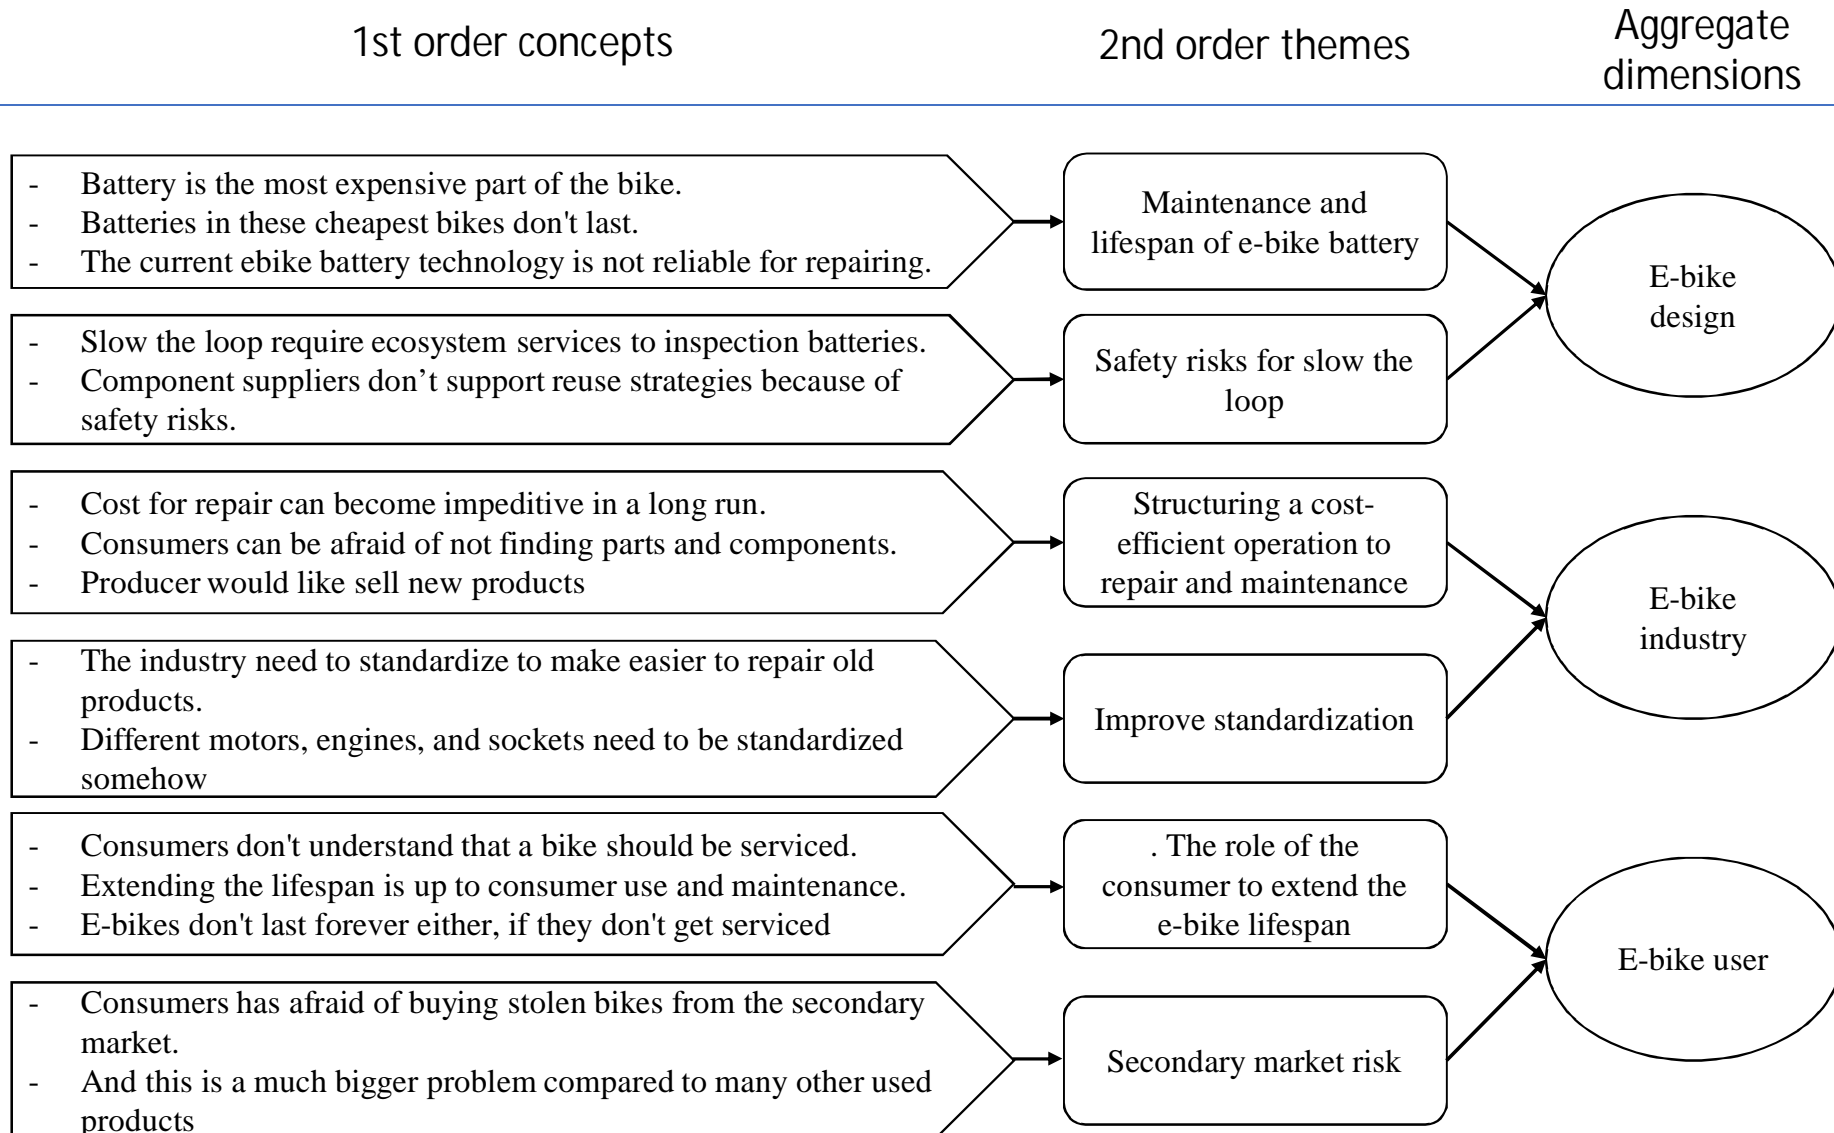 1st order concepts
2nd order themes
Aggregate
dimensions
- Battery is the most expensive part of the bike.
- Batteries in these cheapest bikes don't last.
- The current ebike battery technology is not reliable for repairing.
Maintenance and
lifespan of e-bike battery
E-bike
design
- Slow the loop require ecosystem services to inspection batteries.
- Component suppliers don’t support reuse strategies because of
safety risks.
Safety risks for slow the
loop
- Cost for repair can become impeditive in a long run.
- Consumers can be afraid of not finding parts and components.
- Producer would like sell new products
Structuring a cost-
efficient operation to
repair and maintenance
E-bike
industry
- The industry need to standardize to make easier to repair old
products.
- Different motors, engines, and sockets need to be standardized
somehow
Improve standardization
- Consumers don't understand that a bike should be serviced.
- Extending the lifespan is up to consumer use and maintenance.
- E-bikes don't last forever either, if they don't get serviced
. The role of the
consumer to extend the
e-bike lifespan
E-bike user
- Consumers has afraid of buying stolen bikes from the secondary
market.
- And this is a much bigger problem compared to many other used
products
Secondary market risk